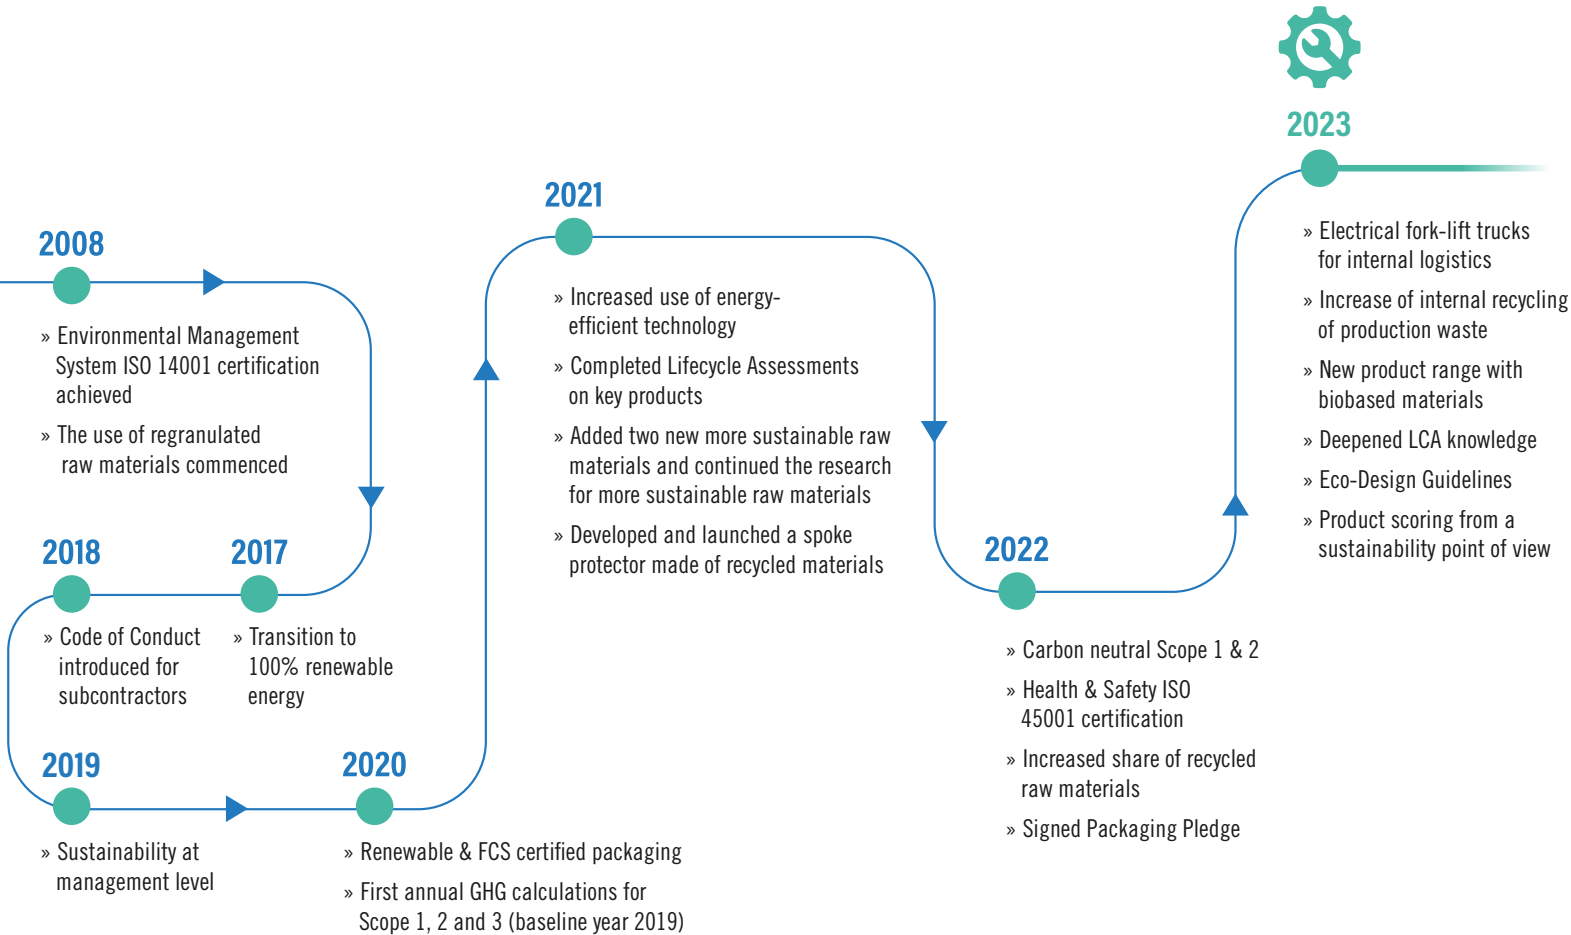 2008
» Environmental Management
System ISO 14001 certification
achieved
» The use of regranulated
raw materials commenced
2017
» Transition to
100% renewable
energy
2018
» Code of Conduct
introduced for
subcontractors
2019
» Sustainability at
management level
2020
» Renewable & FCS certified packaging
» First annual GHG calculations for
Scope 1, 2 and 3 (baseline year 2019)
2021
» Increased use of energy-
efficient technology
» Completed Lifecycle Assessments
on key products
» Added two new more sustainable raw
materials and continued the research
for more sustainable raw materials
» Developed and launched a spoke
protector made of recycled materials
2022
» Carbon neutral Scope 1 & 2
» Health & Safety ISO
45001 certification
» Increased share of recycled
raw materials
» Signed Packaging Pledge
2023
» Electrical fork-lift trucks
for internal logistics
» Increase of internal recycling
of production waste
» New product range with
biobased materials
» Deepened LCA knowledge
» Eco-Design Guidelines
» Product scoring from a
sustainability point of view